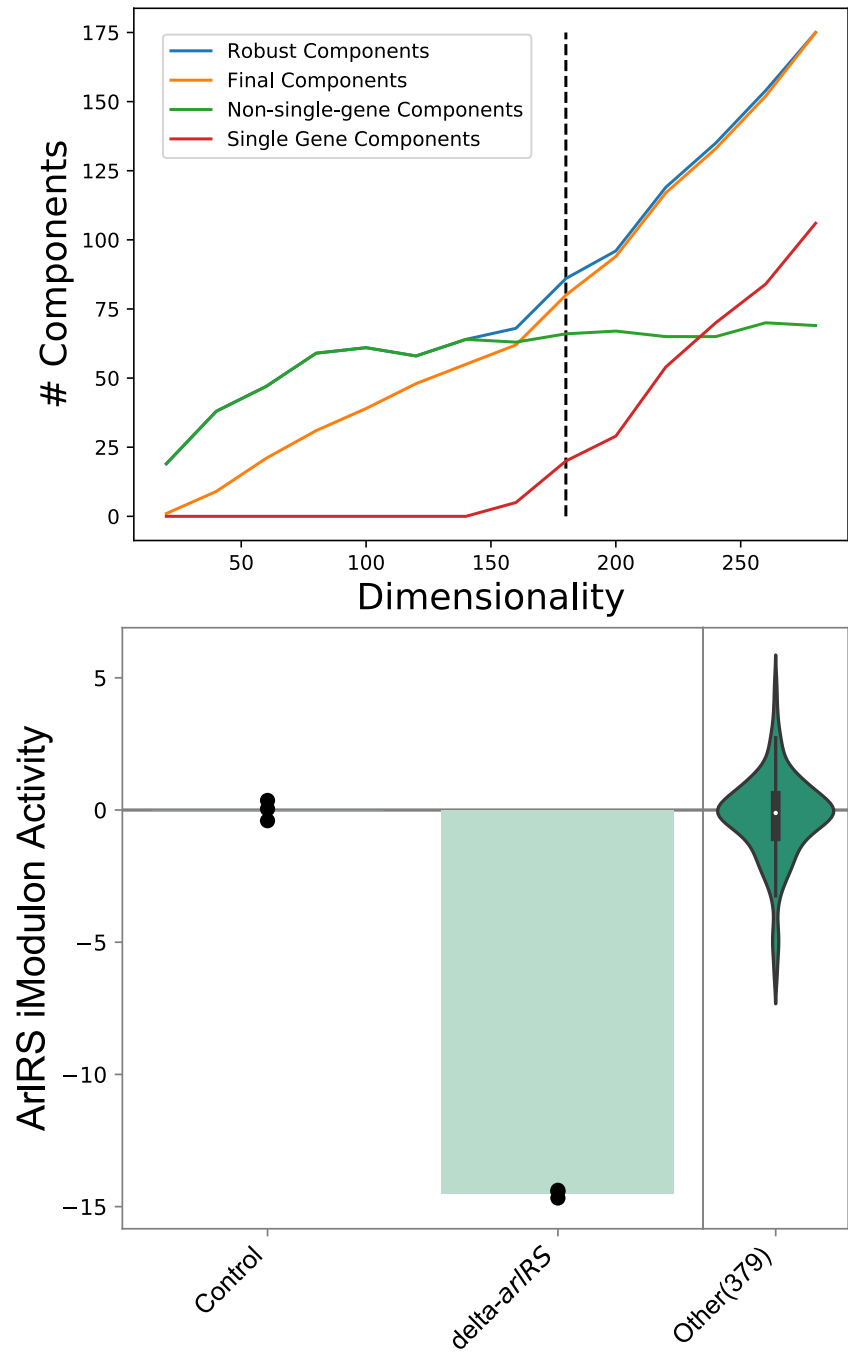 175
150
125
100
75
50
25
0
# Components
Robust Components
Final Components
Non-single-gene Components
Single Gene Components
50
100
150
200
250
Dimensionality
5
0
−5
−10
−15
ArlRS iModulon Activity
Control
delta-arlRS
Other(379)